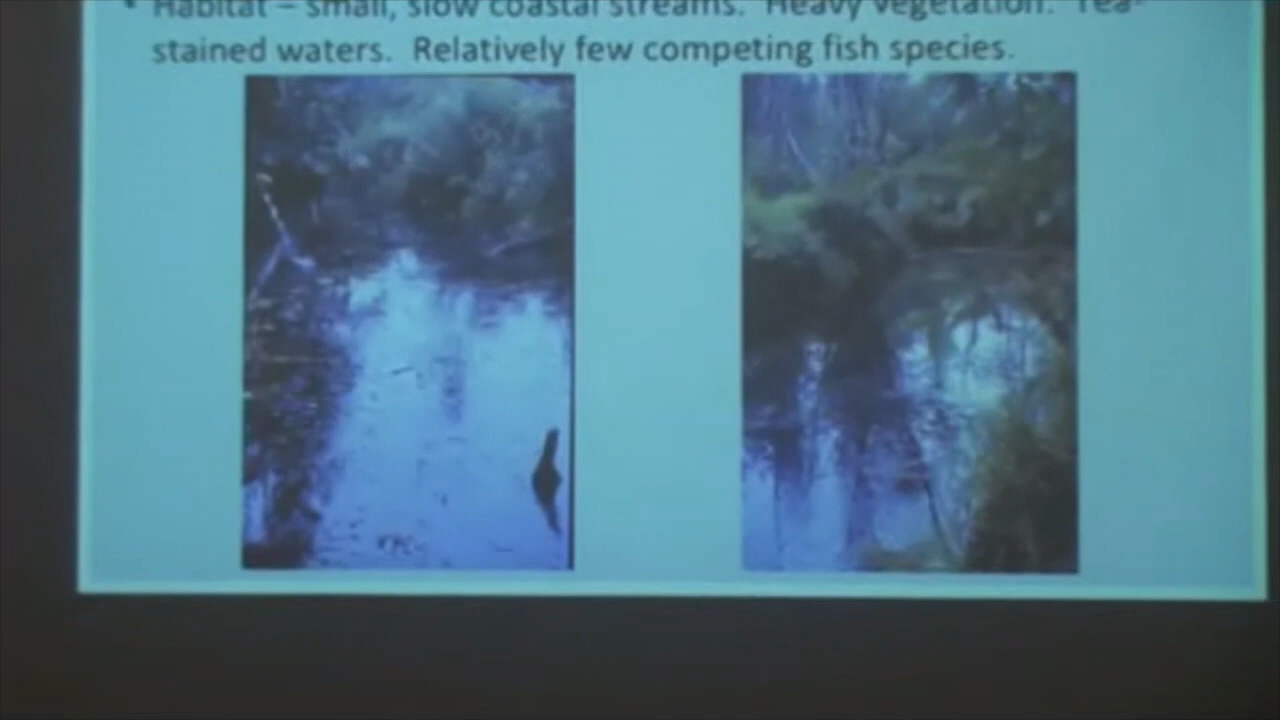 • Habitat – small, slow coastal streams. Heavy vegetation. Tea-
stained waters. Relatively few competing fish species.